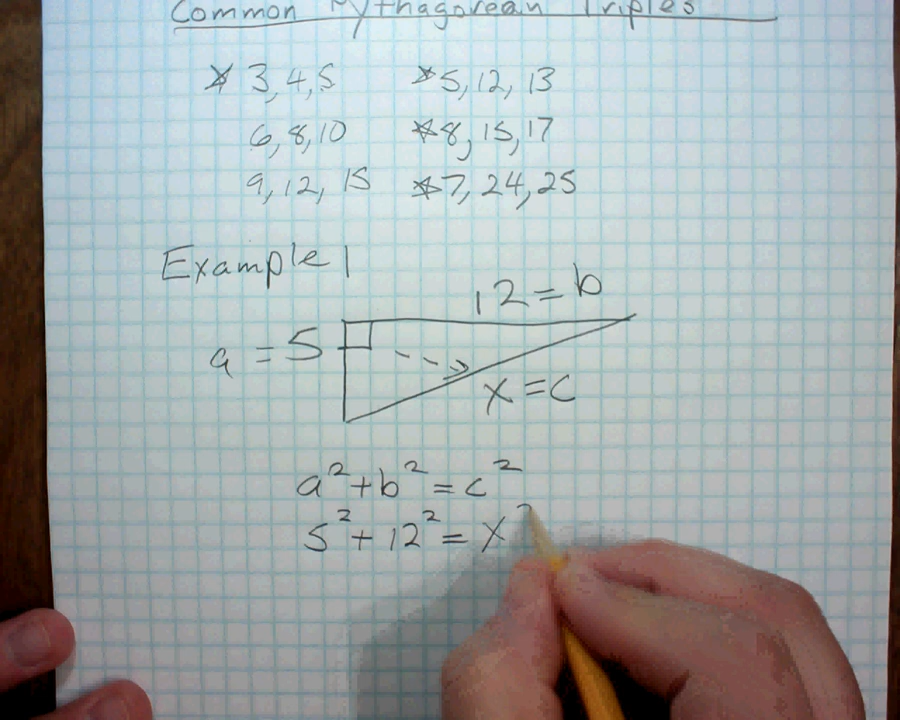 Common Pythagorean Triples
* 3, 4, 5
* 5, 12, 13
6, 8, 10
* 8, 15, 17
9, 12, 15
* 7, 24, 25
Example 1
12 = b
a = 5
x = c
a² + b² = c²
5² + 12² = x²